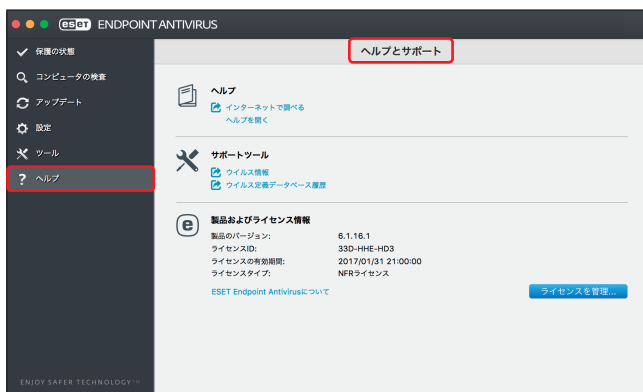 eset ENDPOINT ANTIVIRUS
保護の状態
コンピュータの検査
アップデート
設定
ツール
? ヘルプ
ENJOY SAFER TECHNOLOGY™
ヘルプとサポート
ヘルプ
インターネットで調べる
ヘルプを開く
サポートツール
ウイルス情報
ウイルス定義データベース履歴
e
製品およびライセンス情報
製品のバージョン: 6.1.16.1
ライセンスID: 33D-HHE-HD3
ライセンスの有効期間: 2017/01/31 21:00:00
ライセンスタイプ: NFRライセンス
ESET Endpoint Antivirusについて
ライセンスを管理...